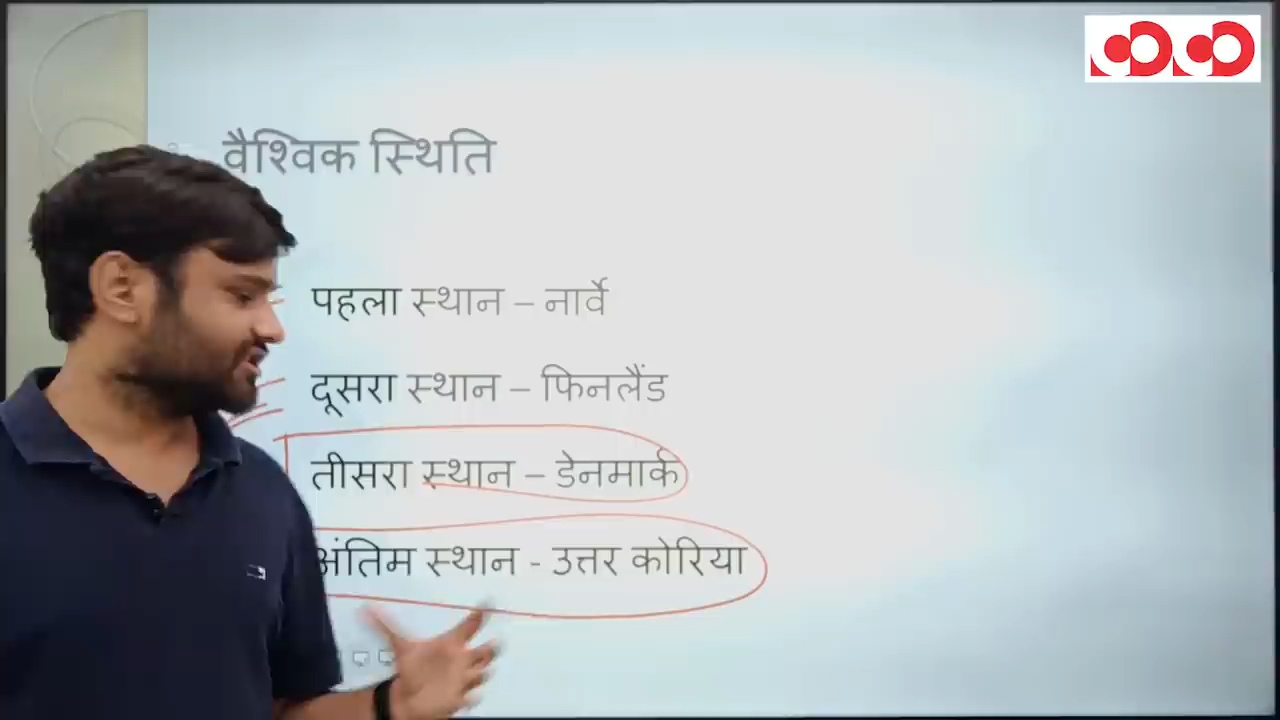 वैश्विक स्थिति
पहला स्थान – नार्वे
दूसरा स्थान – फिनलैंड
तीसरा स्थान – डेनमार्क
अंतिम स्थान - उत्तर कोरिया